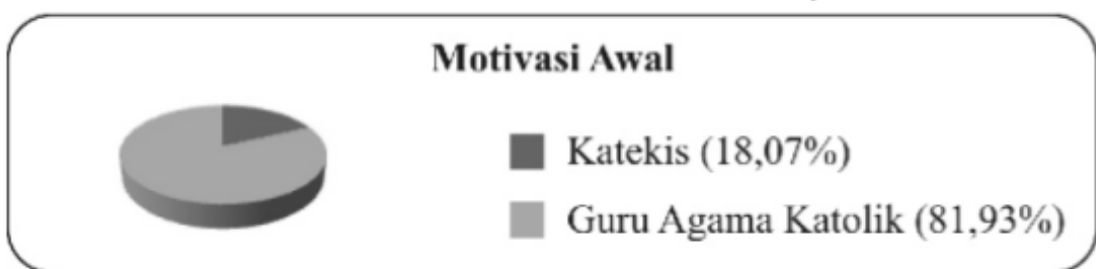 Motivasi Awal
Katekis (18,07%)
Guru Agama Katolik (81,93%)